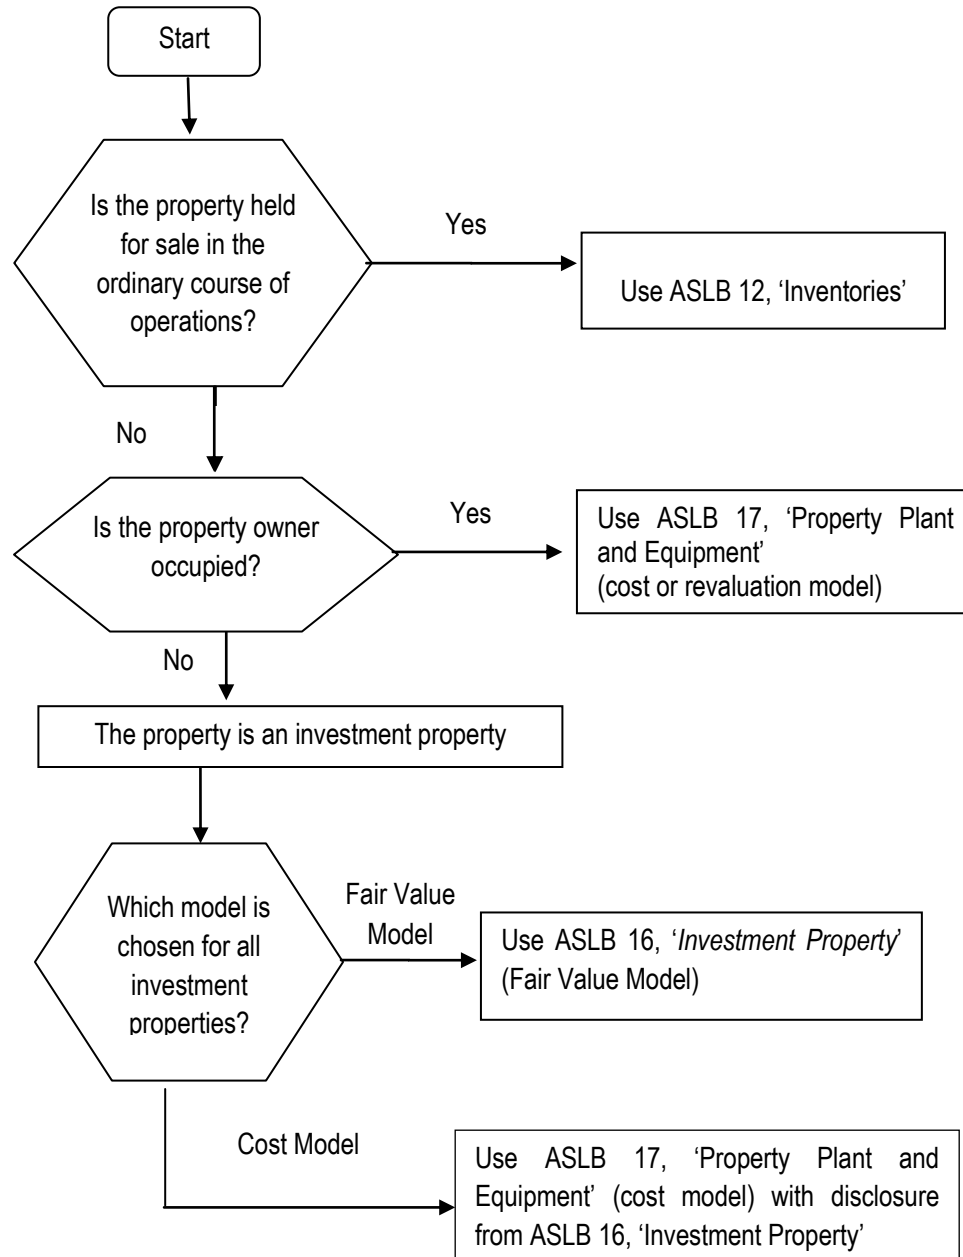 Start
Is the property held
for sale in the
ordinary course of
operations?
Yes
Use ASLB 12, ‘Inventories’
No
Is the property owner
occupied?
Yes
Use ASLB 17, ‘Property Plant
and Equipment’
(cost or revaluation model)
No
The property is an investment property
Which model is
chosen for all
investment
properties?
Fair Value
Model
Use ASLB 16, ‘Investment Property’
(Fair Value Model)
Cost Model
Use ASLB 17, ‘Property Plant and
Equipment’ (cost model) with disclosure
from ASLB 16, ‘Investment Property’